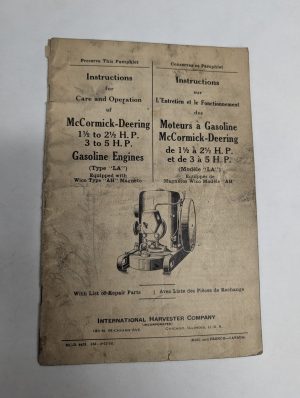 Preserve This Pamphlet
Instructions
for
Care and Operation
of
McCormick-Deering
1½ to 2½ H. P.
3 to 5 H. P.
Gasoline Engines
(Type "LA")
Equipped with
Wico Type "AH" Magneto
With List of Repair Parts
Conservez ce Pamphlet
Instructions
sur
L'Entretien et le Fonctionnement
des
Moteurs à Gasoline
McCormick-Deering
de 1½ à 2½ H. P.
et de 3 à 5 H. P.
(Modèle "LA")
Equipées de
Magnétos Wico Modèle "AH"
Avec Liste des Pièces de Rechange
INTERNATIONAL HARVESTER COMPANY
(INCORPORATED)
CHICAGO, ILLINOIS, U. S. A.